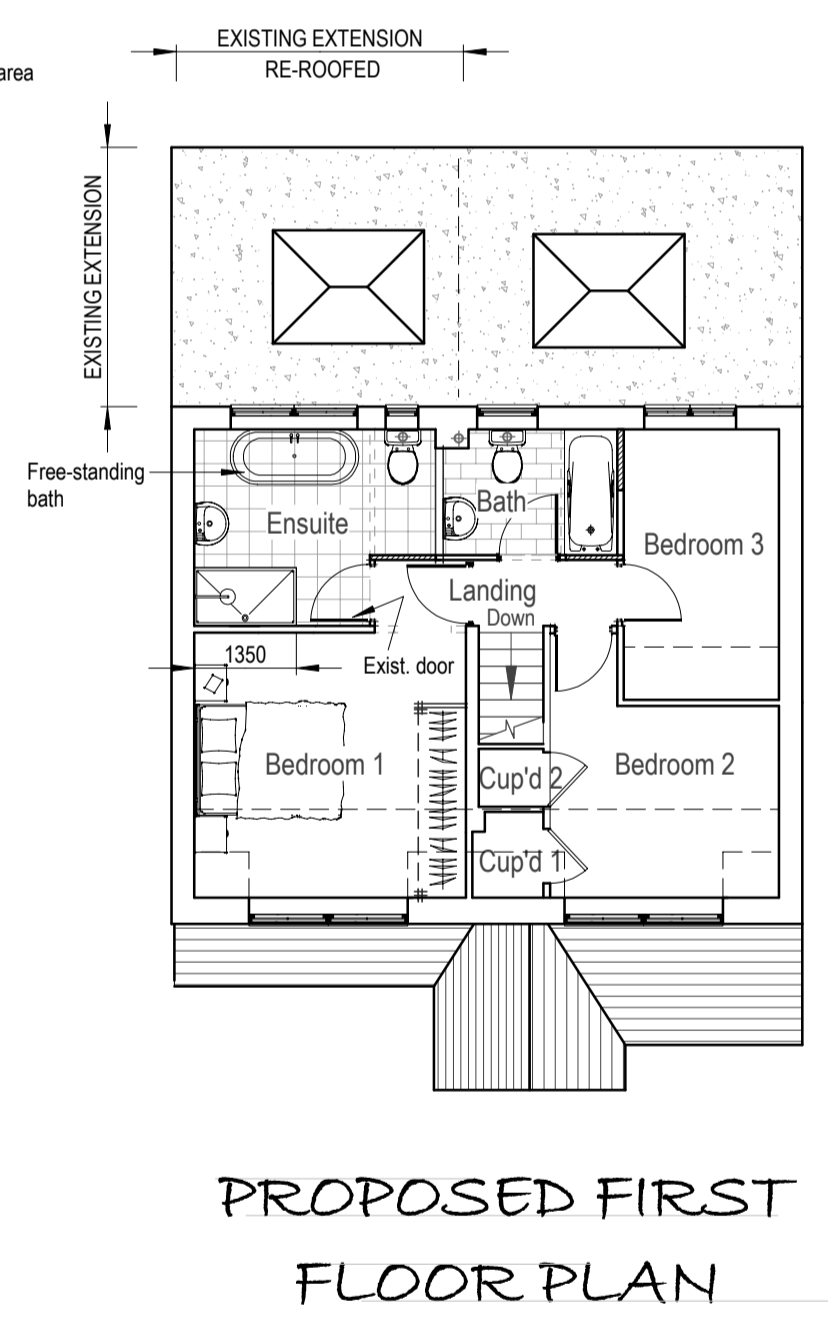 EXISTING EXTENSION
RE-ROOFED
area
EXISTING EXTENSION
Free-standing
bath
Ensuite
Bath
Bedroom 3
Landing
Down
1350
Exist. door
Bedroom 1
Cup'd 2
Bedroom 2
Cup'd 1
PROPOSED FIRST
FLOOR PLAN